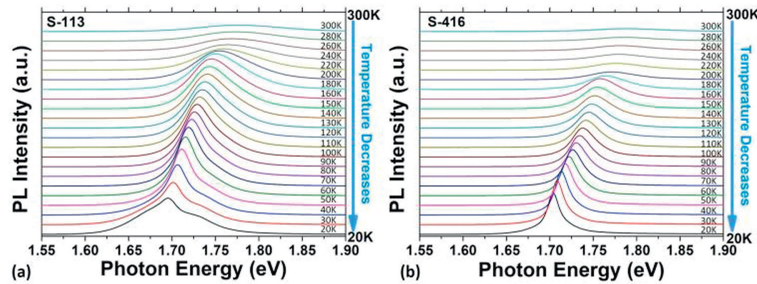 S-113
300K
300K
280K
260K
240K
220K
200K
180K
160K
150K
140K
130K
120K
110K
100K
90K
80K
70K
60K
50K
40K
30K
20K
20K
Temperature Decreases
PL Intensity (a.u.)
1.55 1.60 1.65 1.70 1.75 1.80 1.85 1.90
(a) Photon Energy (eV)
S-416
300K
300K
280K
260K
240K
220K
200K
180K
160K
150K
140K
130K
120K
110K
100K
90K
80K
70K
60K
50K
40K
30K
20K
20K
Temperature Decreases
PL Intensity (a.u.)
1.55 1.60 1.65 1.70 1.75 1.80 1.85 1.90
(b) Photon Energy (eV)